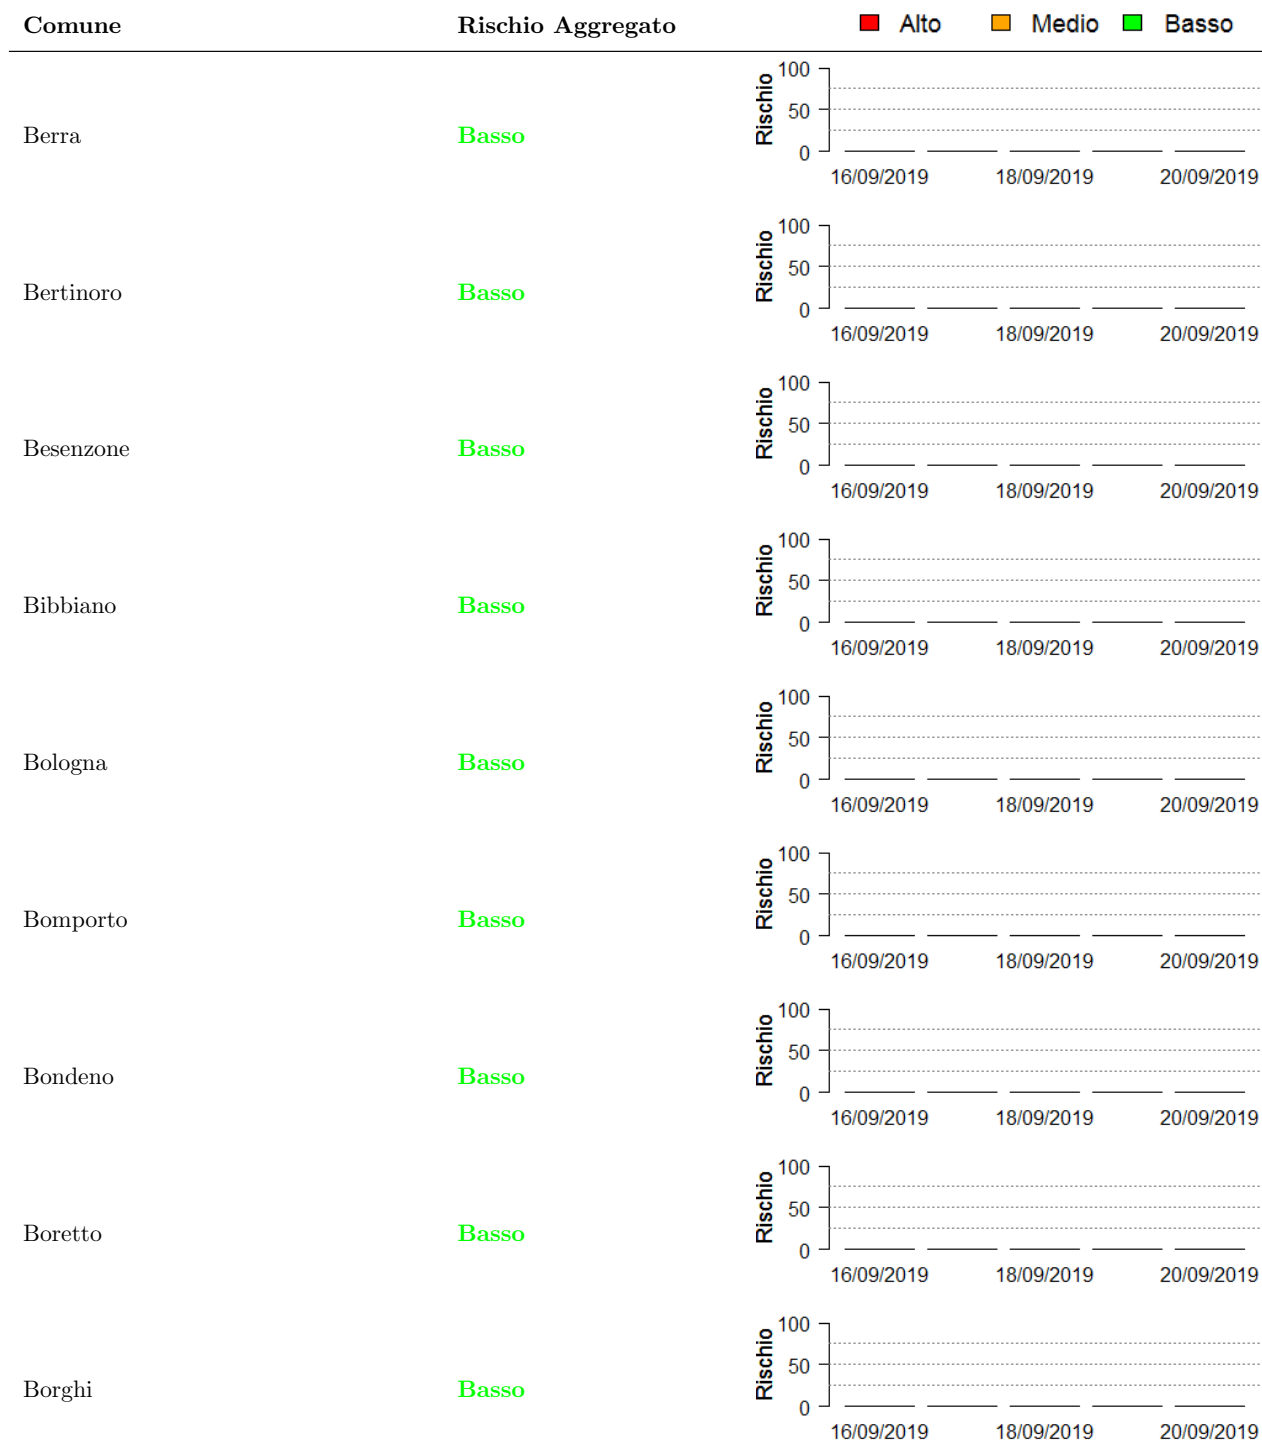 Comune Rischio Aggregato Alto Medio Basso
Berra Basso Rischio 100 50 0
16/09/2019 18/09/2019 20/09/2019
Bertinoro Basso Rischio 100 50 0
16/09/2019 18/09/2019 20/09/2019
Besenzone Basso Rischio 100 50 0
16/09/2019 18/09/2019 20/09/2019
Bibbiano Basso Rischio 100 50 0
16/09/2019 18/09/2019 20/09/2019
Bologna Basso Rischio 100 50 0
16/09/2019 18/09/2019 20/09/2019
Bomporto Basso Rischio 100 50 0
16/09/2019 18/09/2019 20/09/2019
Bondeno Basso Rischio 100 50 0
16/09/2019 18/09/2019 20/09/2019
Boretto Basso Rischio 100 50 0
16/09/2019 18/09/2019 20/09/2019
Borghi Basso Rischio 100 50 0
16/09/2019 18/09/2019 20/09/2019